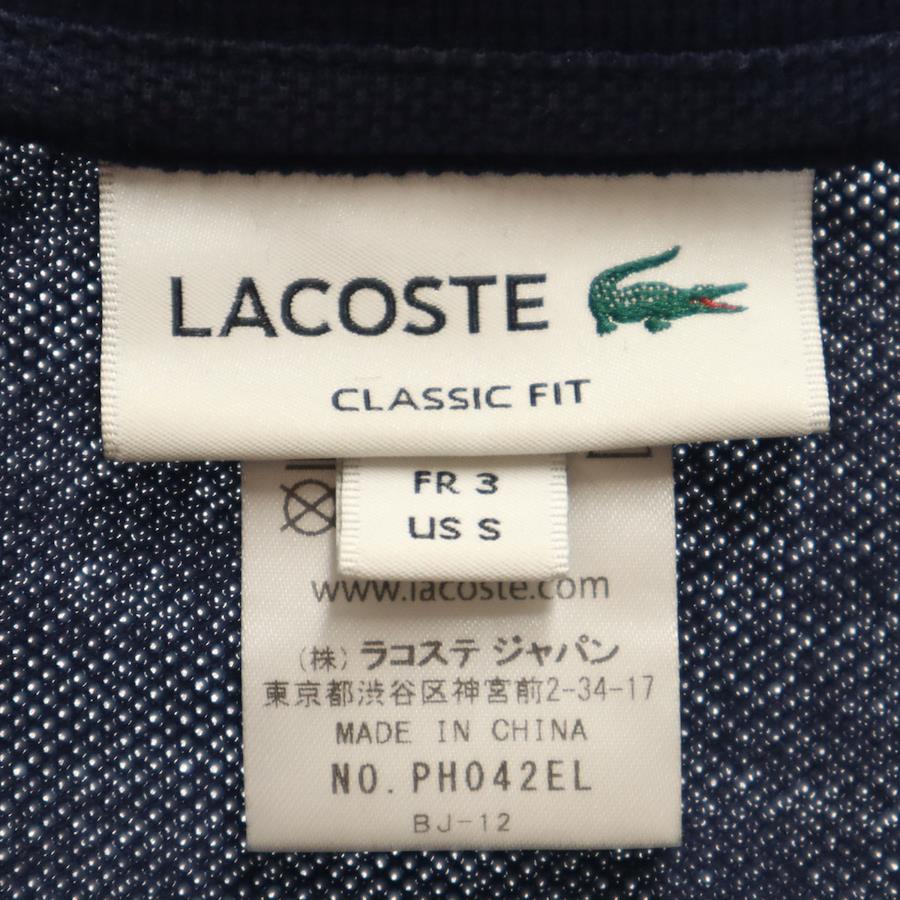 LACOSTE
CLASSIC FIT
FR 3
US S
www.lacoste.com
(株) ラコステ ジャパン
東京都渋谷区神宮前2-34-17
MADE IN CHINA
NO. PH042EL
BJ-12